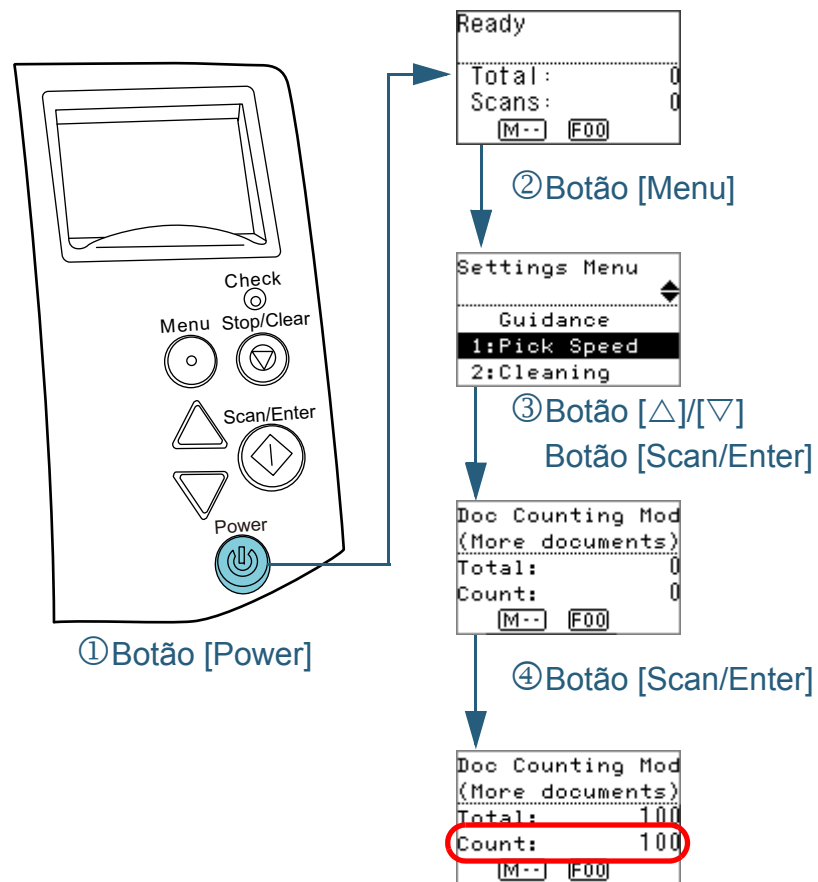 Ready
Total: 0
Scans: 0
M-- F00
②Botão [Menu]
Settings Menu
Guidance
1:Pick Speed
2:Cleaning
③Botão [△]/[▽]
Botão [Scan/Enter]
Doc Counting Mod
(More documents)
Total: 0
Count: 0
M-- F00
④Botão [Scan/Enter]
Doc Counting Mod
(More documents)
Total: 100
Count: 100
M-- F00
Check
Menu Stop/Clear
Scan/Enter
Power
①Botão [Power]